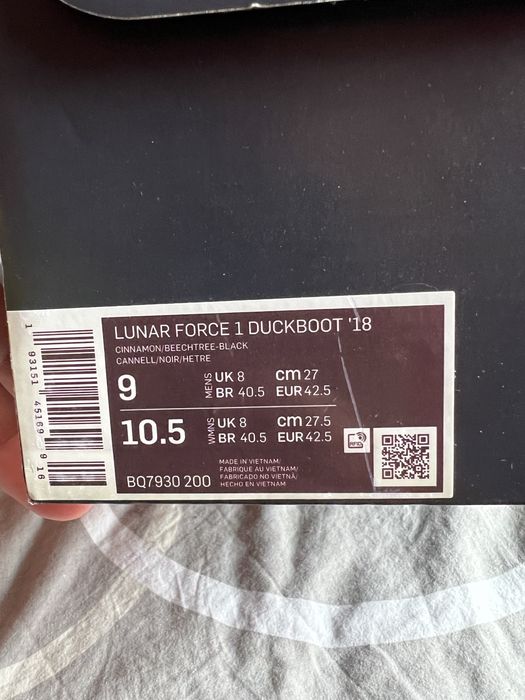 LUNAR FORCE 1 DUCKBOOT '18
CINNAMON/BEECHTREE-BLACK
CANNELL/NOIR/HETRE
9 MENS UK 8 cm 27
BR 40.5 EUR 42.5
10.5 WMNS UK 8 cm 27.5
BR 40.5 EUR 42.5
BQ7930 200
MADE IN VIETNAM/
FABRIQUE AU VIETNAM/
FABRICADO NO VIETNÃ/
HECHO EN VIETNAM
1 93151 45169 9 16